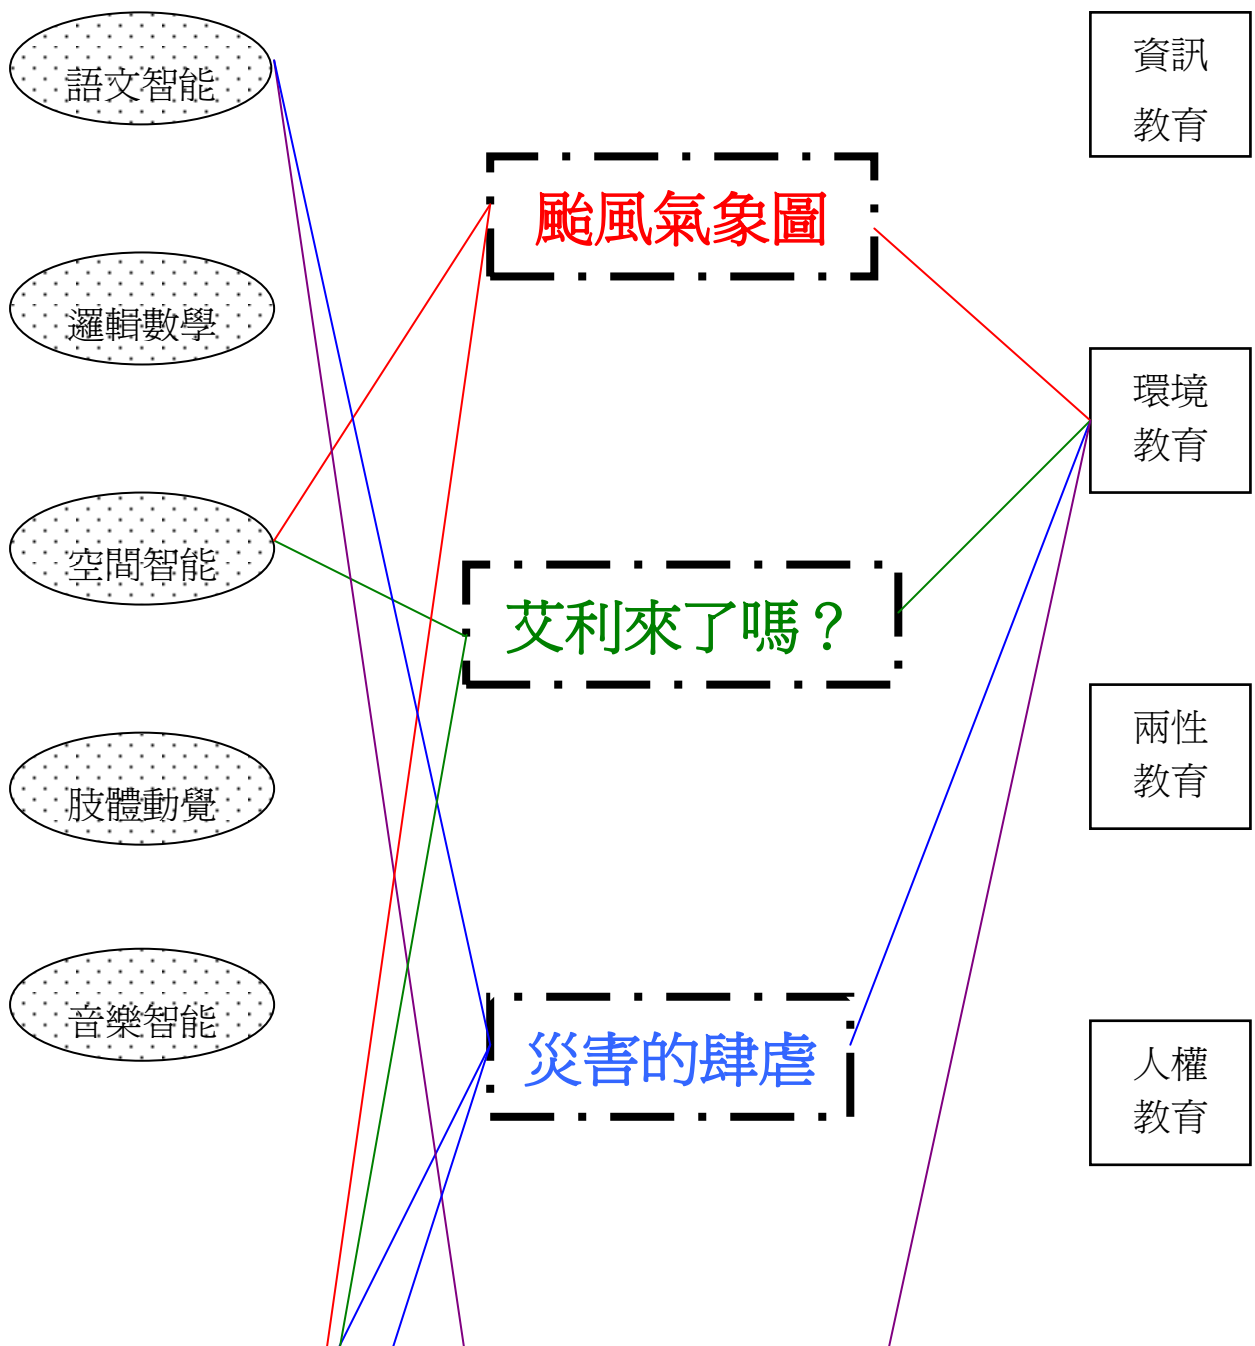 語文智能
邏輯數學
空間智能
肢體動覺
音樂智能
颱風氣象圖
艾利來了嗎？
災害的肆虐
資訊
教育
環境
教育
兩性
教育
人權
教育